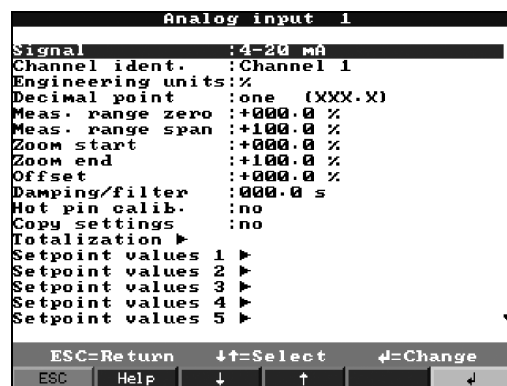 Analog input 1
Signal :4-20 mA
Channel ident. :Channel 1
Engineering units:%
Decimal point :one (XXX.X)
Meas. range zero :+000.0 %
Meas. range span :+100.0 %
Zoom start :+000.0 %
Zoom end :+100.0 %
Offset :+000.0 %
Damping/filter :000.0 s
Hot pin calib. :no
Copy settings :no
Totalization ►
Setpoint values 1 ►
Setpoint values 2 ►
Setpoint values 3 ►
Setpoint values 4 ►
Setpoint values 5 ►
ESC=Return ↓↑=Select ↵=Change
ESC Help ↓ ↑ ↵